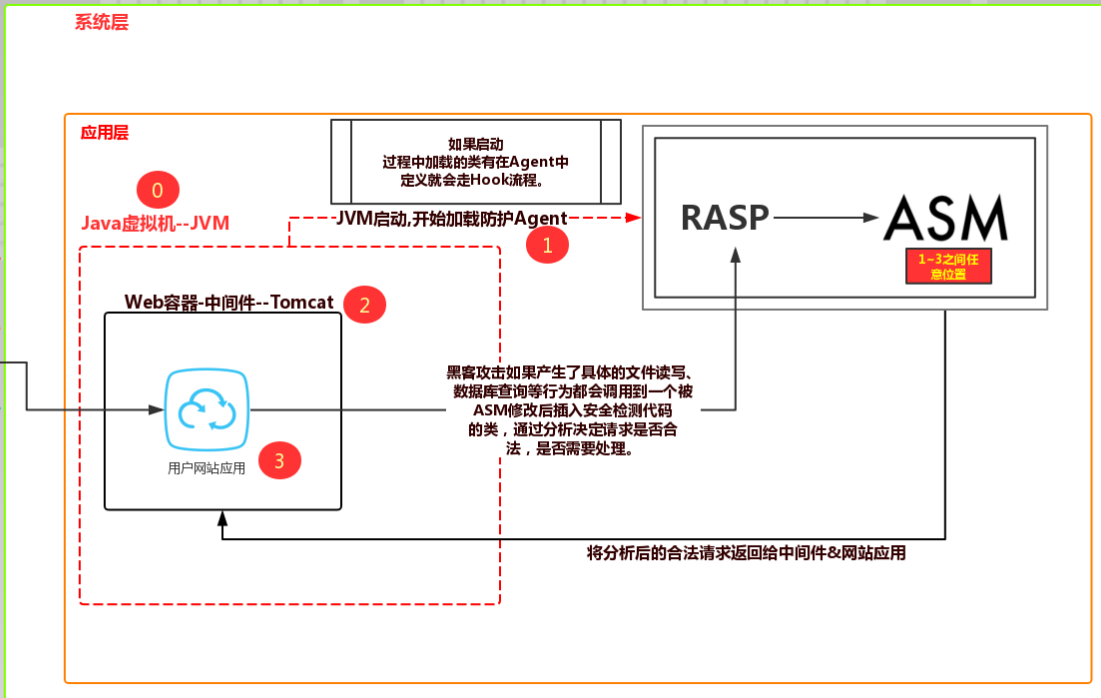 系统层
应用层
如果启动
过程中加载的类有在Agent中
定义就会走Hook流程。
0
Java虚拟机--JVM
JVM启动,开始加载防护Agent
1
RASP
ASM
1~3之间任
意位置
Web容器-中间件--Tomcat
2
黑客攻击如果产生了具体的文件读写、
数据库查询等行为都会调用到一个被
ASM修改后插入安全检测代码
的类，通过分析决定请求是否合
法，是否需要处理。
用户网站应用
3
将分析后的合法请求返回给中间件&网站应用